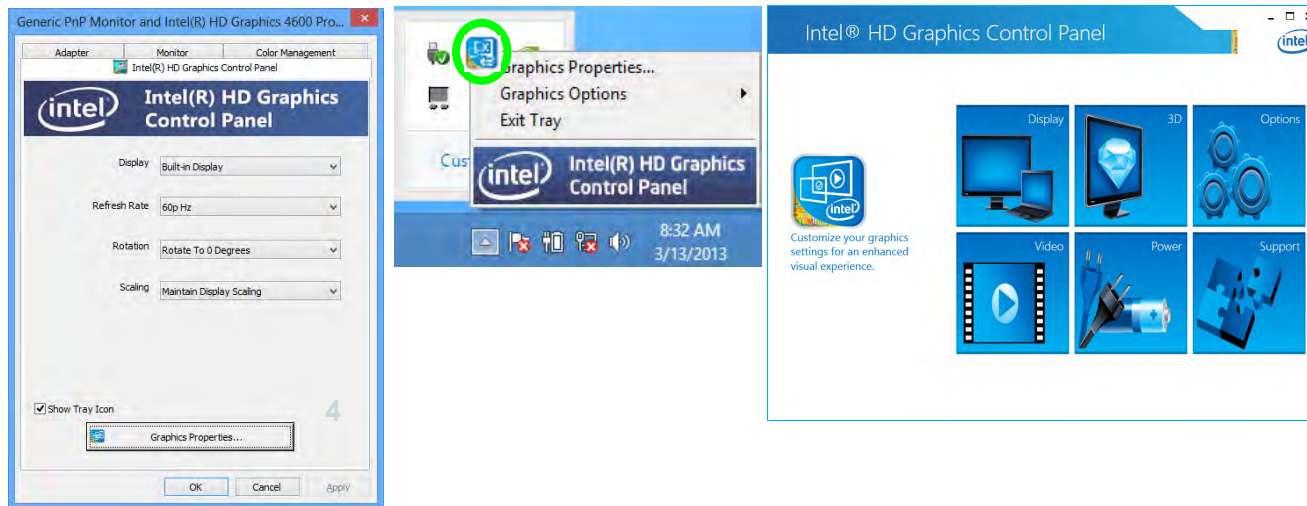 Generic PnP Monitor and Intel(R) HD Graphics 4600 Pro...
Adapter
Monitor
Color Management
Intel(R) HD Graphics Control Panel
intel
Intel(R) HD Graphics
Control Panel
Display
Built-in Display
Refresh Rate
60p Hz
Rotation
Rotate To 0 Degrees
Scaling
Maintain Display Scaling
Show Tray Icon
4
Graphics Properties...
OK
Cancel
Apply
Graphics Properties...
Graphics Options
Exit Tray
Cus
intel
Intel(R) HD Graphics
Control Panel
8:32 AM
3/13/2013
Intel® HD Graphics Control Panel
intel
Display
3D
Options
intel
Customize your graphics
settings for an enhanced
visual experience.
Video
Power
Support